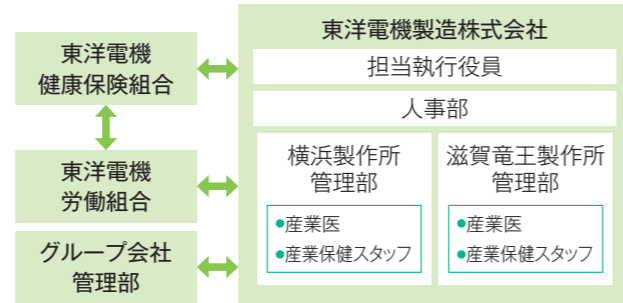 東洋電機
健康保険組合
東洋電機
労働組合
グループ会社
管理部
東洋電機製造株式会社
担当執行役員
人事部
横浜製作所
管理部
●産業医
●産業保健スタッフ
滋賀竜王製作所
管理部
●産業医
●産業保健スタッフ